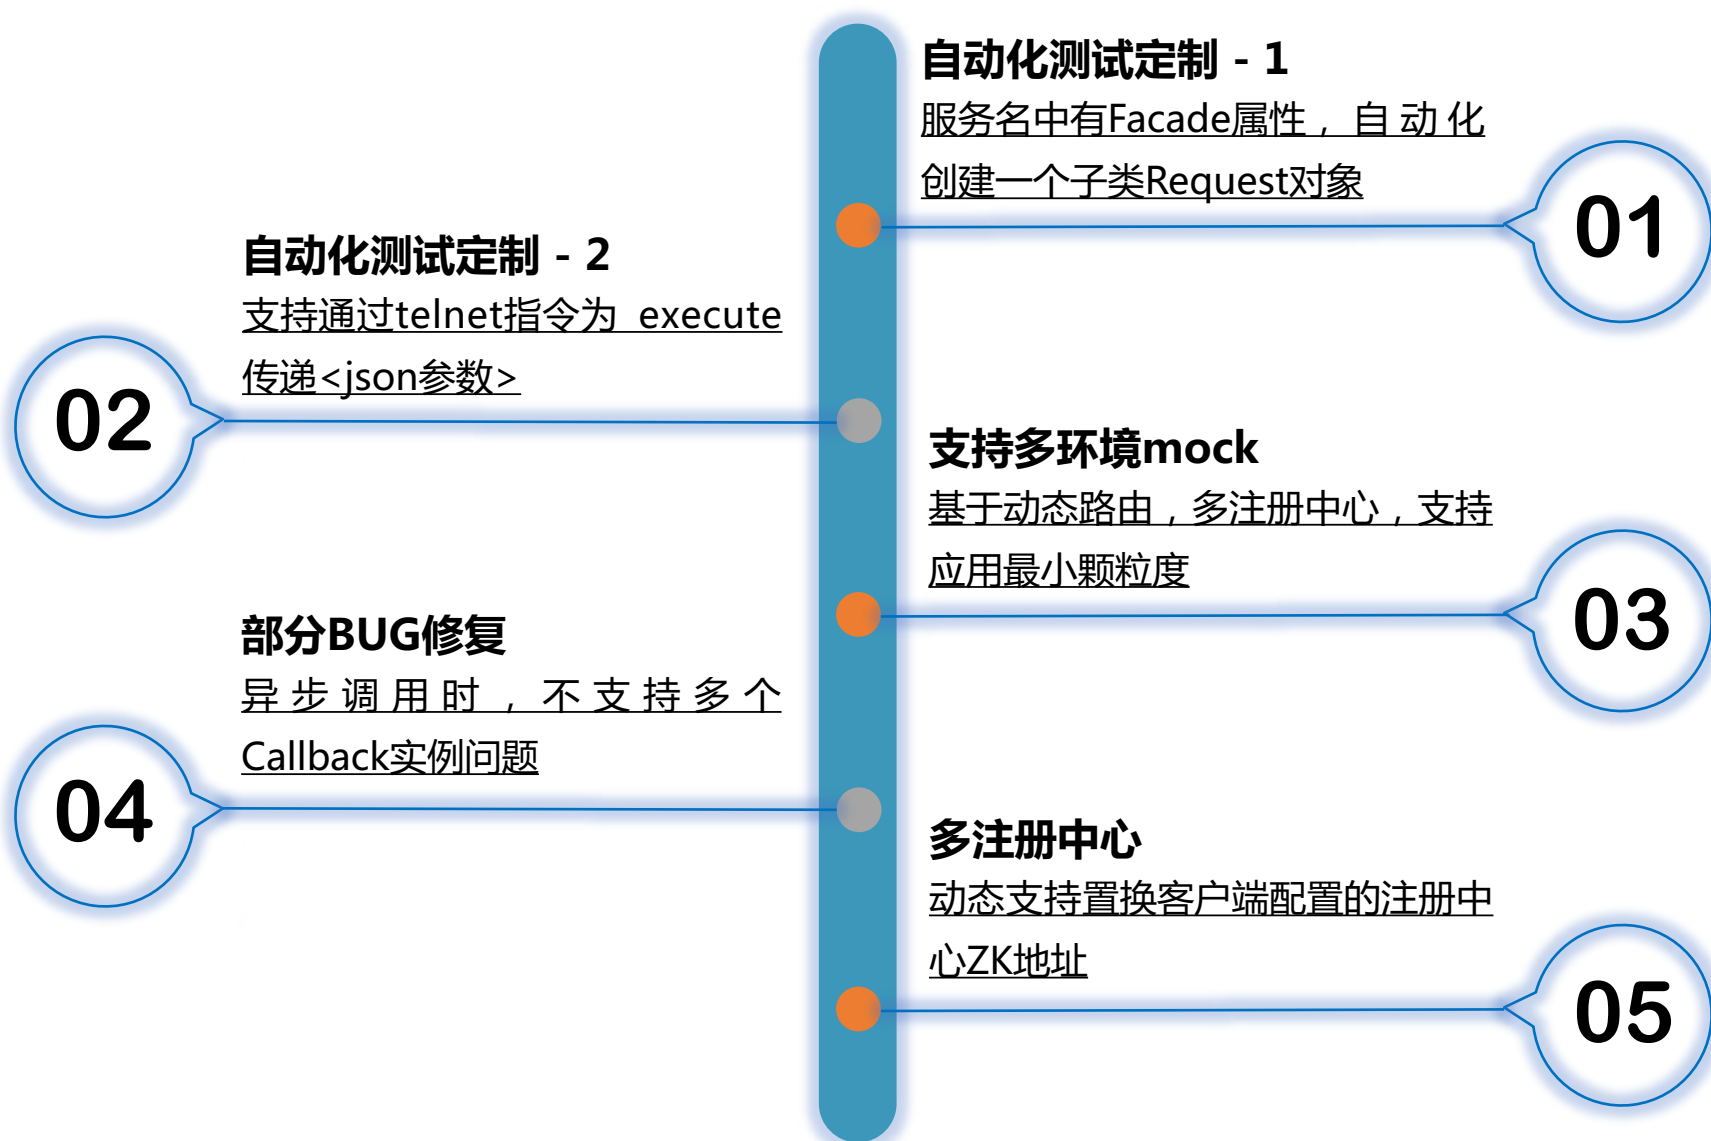 自动化测试定制 - 1
服务名中有Facade属性，自动化
创建一个子类Request对象
01
自动化测试定制 - 2
支持通过telnet指令为 execute
传递<json参数>
02
支持多环境mock
基于动态路由，多注册中心，支持
应用最小颗粒度
03
部分BUG修复
异步调用时，不支持多个
Callback实例问题
04
多注册中心
动态支持置换客户端配置的注册中
心ZK地址
05